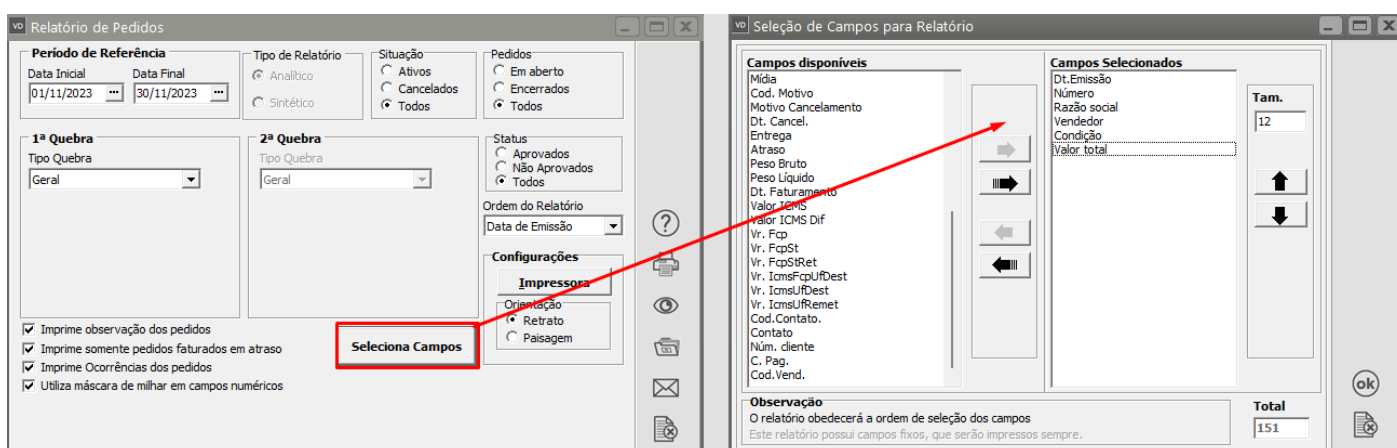 VD Relatório de Pedidos
Período de Referência
Data Inicial Data Final
01/11/2023 ... 30/11/2023 ...
Tipo de Relatório
Analítico
Sintético
Situação
Ativos
Cancelados
Todos
Pedidos
Em aberto
Encerrados
Todos
1ª Quebra
Tipo Quebra
Geral
2ª Quebra
Tipo Quebra
Geral
Status
Aprovados
Não Aprovados
Todos
Ordem do Relatório
Data de Emissão
Configurações
Impressora
Orientação
Retrato
Paisagem
Imprime observação dos pedidos
Imprime somente pedidos faturados em atraso
Imprime Ocorrências dos pedidos
Utiliza máscara de milhar em campos numéricos
Seleciona Campos
VD Seleção de Campos para Relatório
Campos disponíveis
Mídia
Cod. Motivo
Motivo Cancelamento
Dt. Cancel.
Entrega
Atraso
Peso Bruto
Peso Líquido
Dt. Faturamento
Valor ICMS
Valor ICMS Dif
Vr. Fcp
Vr. FcpSt
Vr. FcpStRet
Vr. IcmsFcpUfDest
Vr. IcmsUfDest
Vr. IcmsUfRemet
Cod.Contato.
Contato
Núm. cliente
C. Pag.
Cod.Vend.
Campos Selecionados
Dt.Emissão
Número
Razão social
Vendedor
Condição
Valor total
Tam.
12
Observação
O relatório obedecerá a ordem de seleção dos campos
Este relatório possui campos fixos, que serão impressos sempre.
Total
151
ok